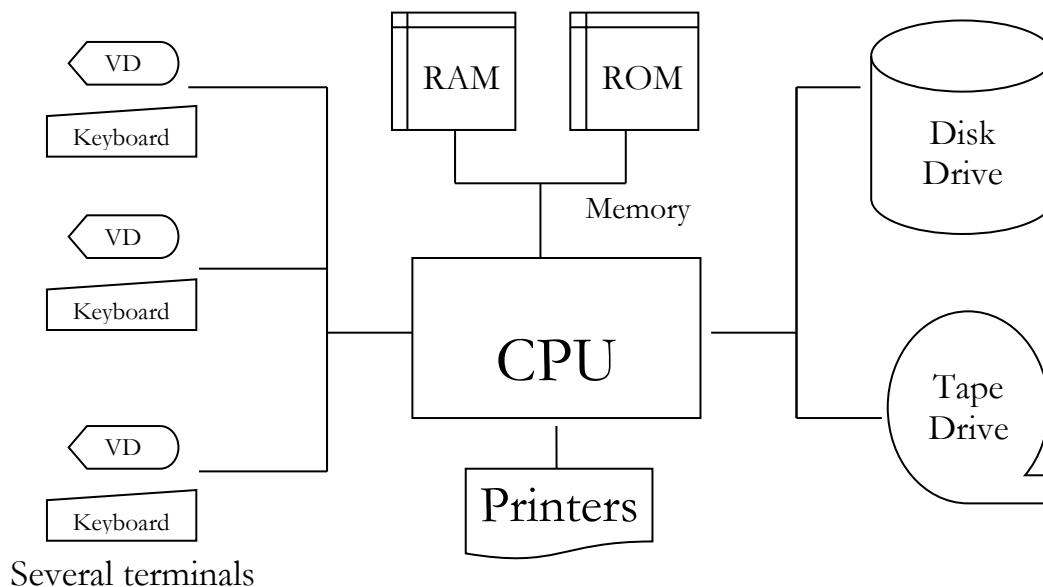 VD
Keyboard
VD
Keyboard
VD
Keyboard
Several terminals
RAM
ROM
Memory
CPU
Printers
Disk
Drive
Tape
Drive